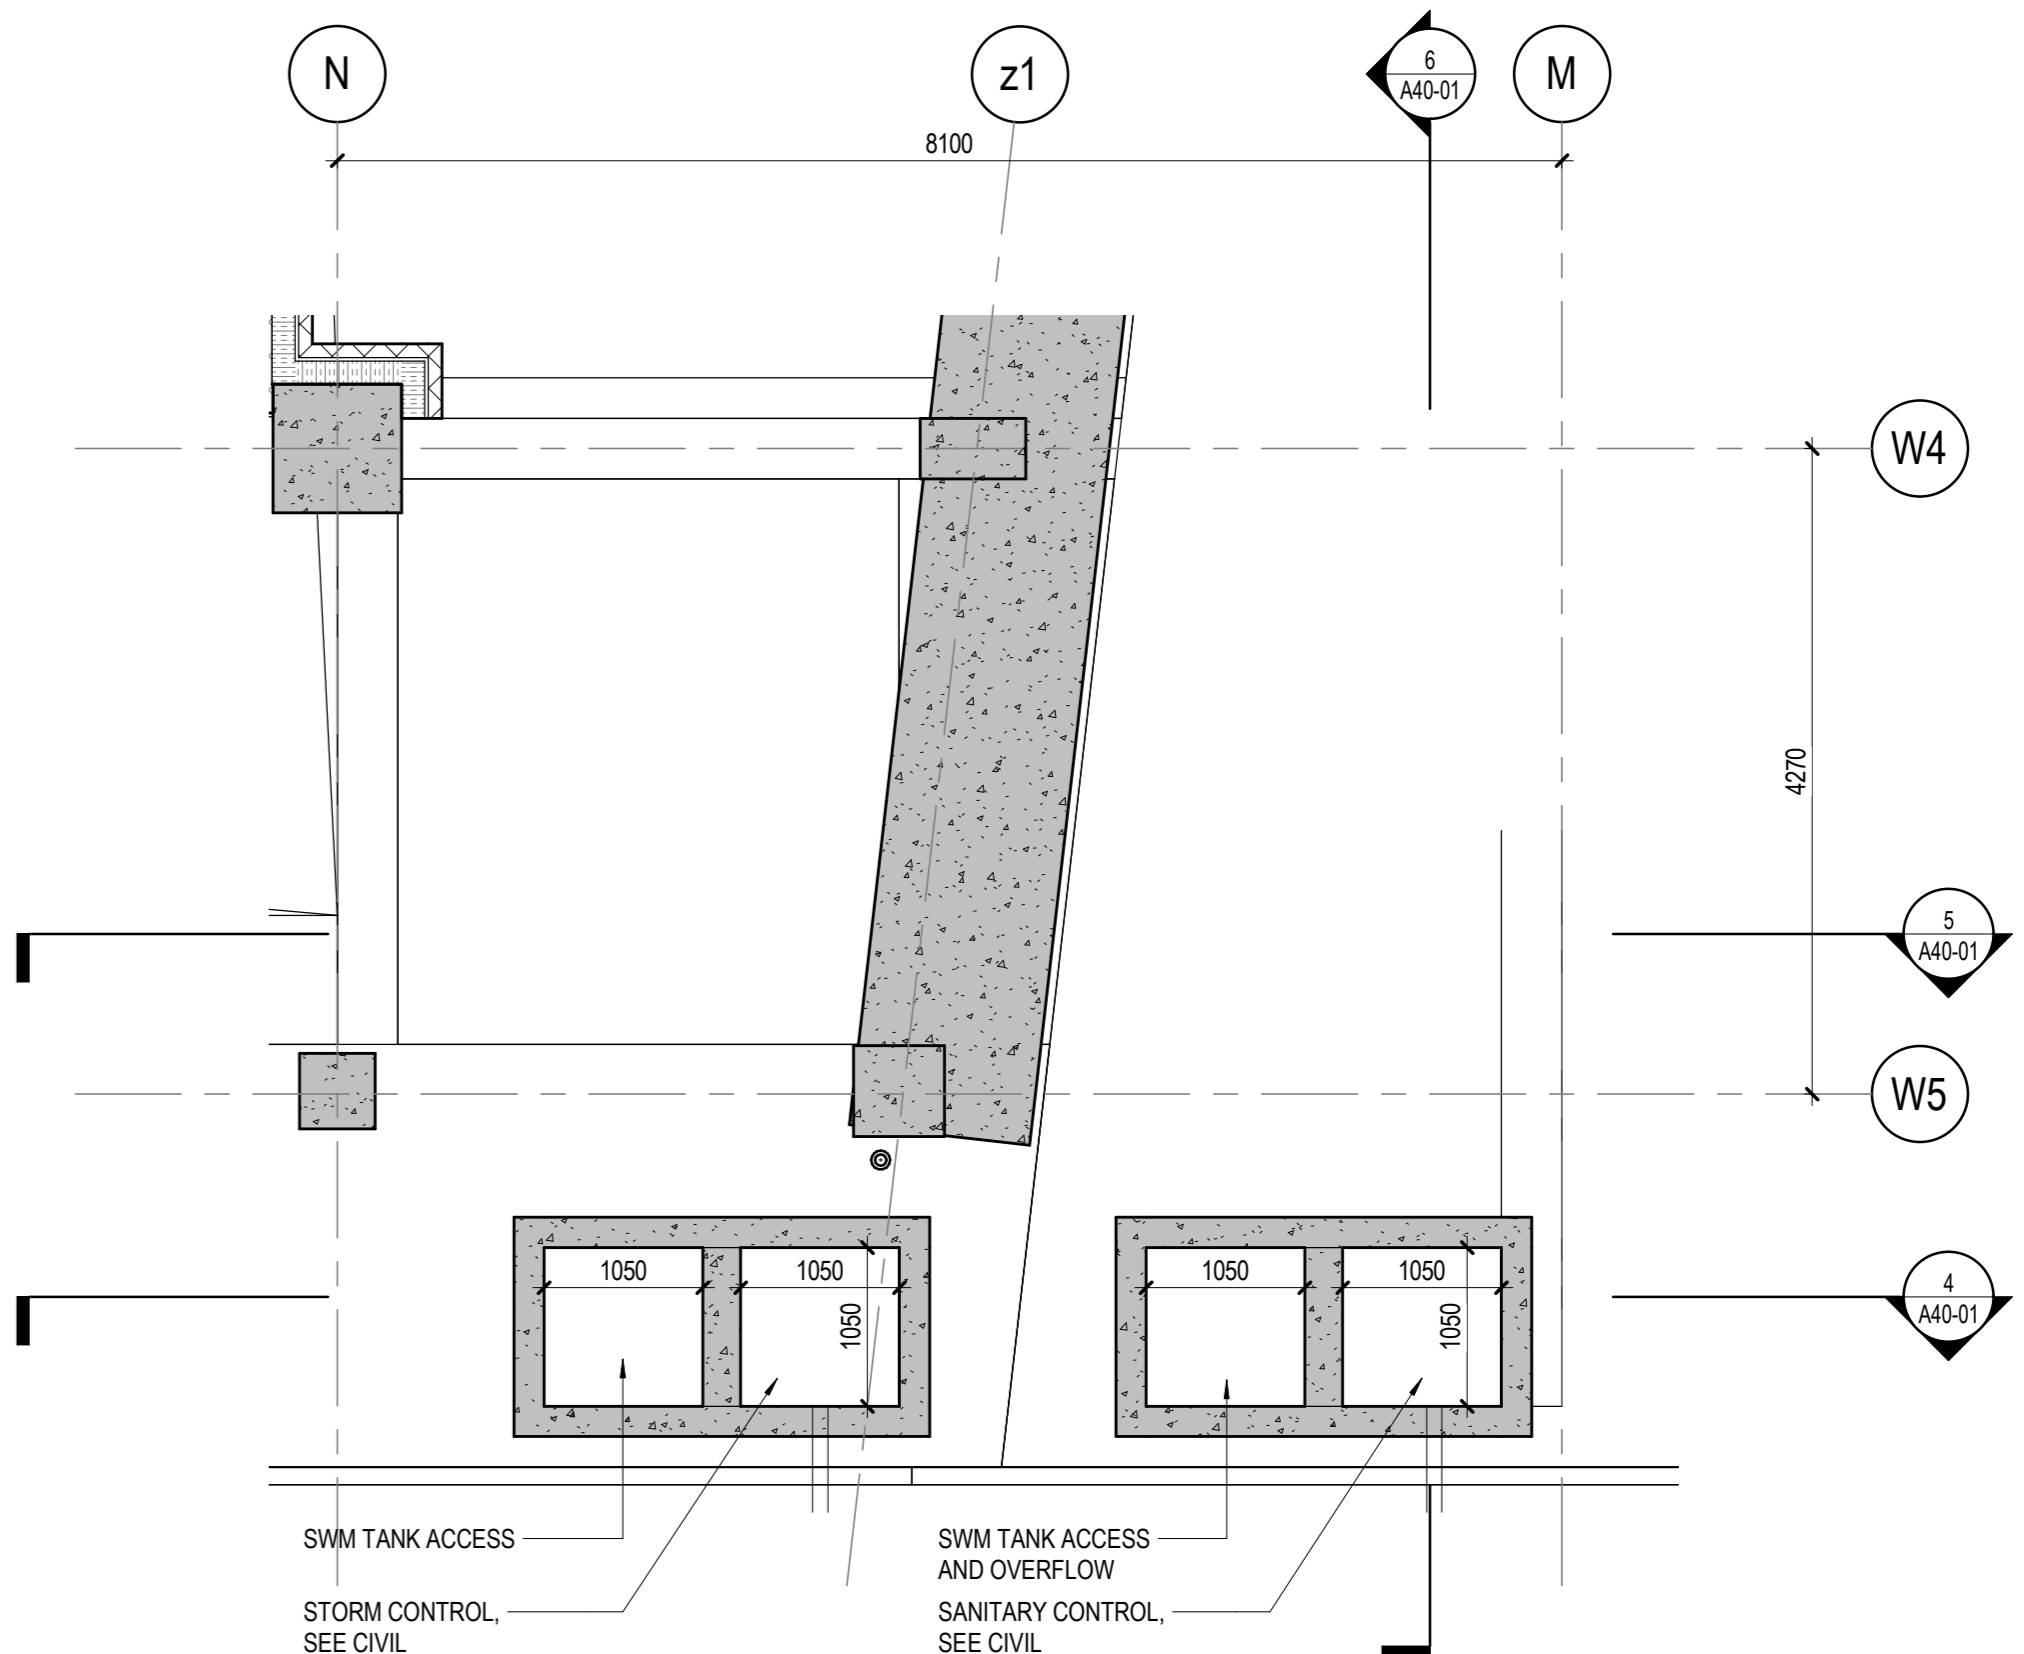 N
z1
6
A40-01
M
8100
W4
4270
5
A40-01
W5
1050
1050
1050
1050
1050
1050
4
A40-01
SWM TANK ACCESS
SWM TANK ACCESS
AND OVERFLOW
STORM CONTROL,
SEE CIVIL
SANITARY CONTROL,
SEE CIVIL